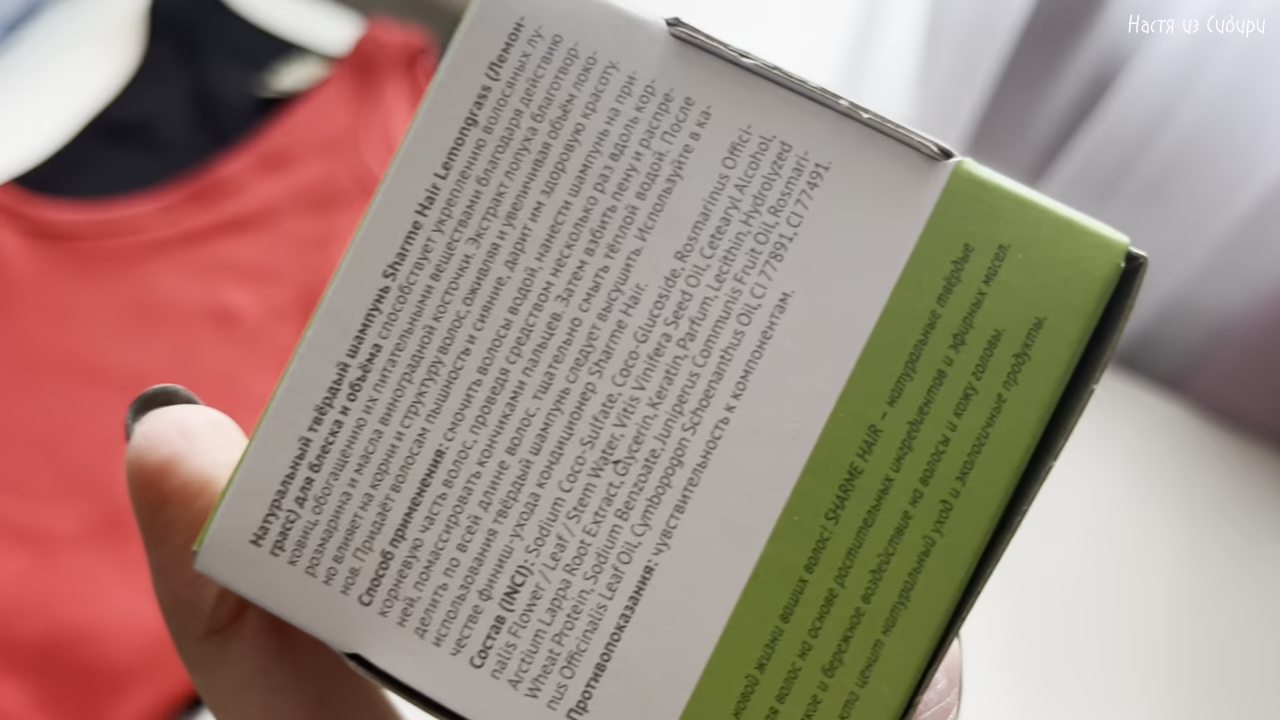 Настя из Сибири
Натуральный твёрдый шампунь Sharme Hair Lemongrass (Лемон-
грасс) для блеска и объёма способствует укреплению волосяных лу-
ковиц, обогащению их питательными веществами благодаря действию
розмарина и масла виноградной косточки. Экстракт лопуха благотвор-
но влияет на корни и структуру волос, оживляя и увеличивая объём локо-
нов. Придаёт волосам пышность и сияние, дарит им здоровую красоту.
Способ применения: смочить волосы водой, нанести шампунь на при-
корневую часть волос, проведя средством несколько раз вдоль кор-
ней, помассировать кончиками пальцев. Затем взбить пену и распре-
делить по всей длине волос, тщательно смыть тёплой водой. После
использования твёрдый шампунь следует высушить. Используйте в ка-
честве финиш-ухода кондиционер Sharme Hair.
Состав (INCI): Sodium Coco-Sulfate, Coco-Glucoside, Rosmarinus Offici-
nalis Flower / Leaf / Stem Water, Vitis Vinifera Seed Oil, Cetearyl Alcohol,
Arctium Lappa Root Extract, Glycerin, Keratin, Parfum, Lecithin, Hydrolyzed
Wheat Protein, Sodium Benzoate, Juniperus Communis Fruit Oil, Rosmari-
nus Officinalis Leaf Oil, Cymbopogon Schoenanthus Oil, CI 77891, CI 77491.
Противопоказания: чувствительность к компонентам.
новой жизни ваших волос! SHARME HAIR – натуральные твёрдые
для волос на основе растительных ингредиентов и эфирных масел.
и бережное воздействие на волосы и кожу головы.
кто ценит натуральный уход и экологичные продукты.